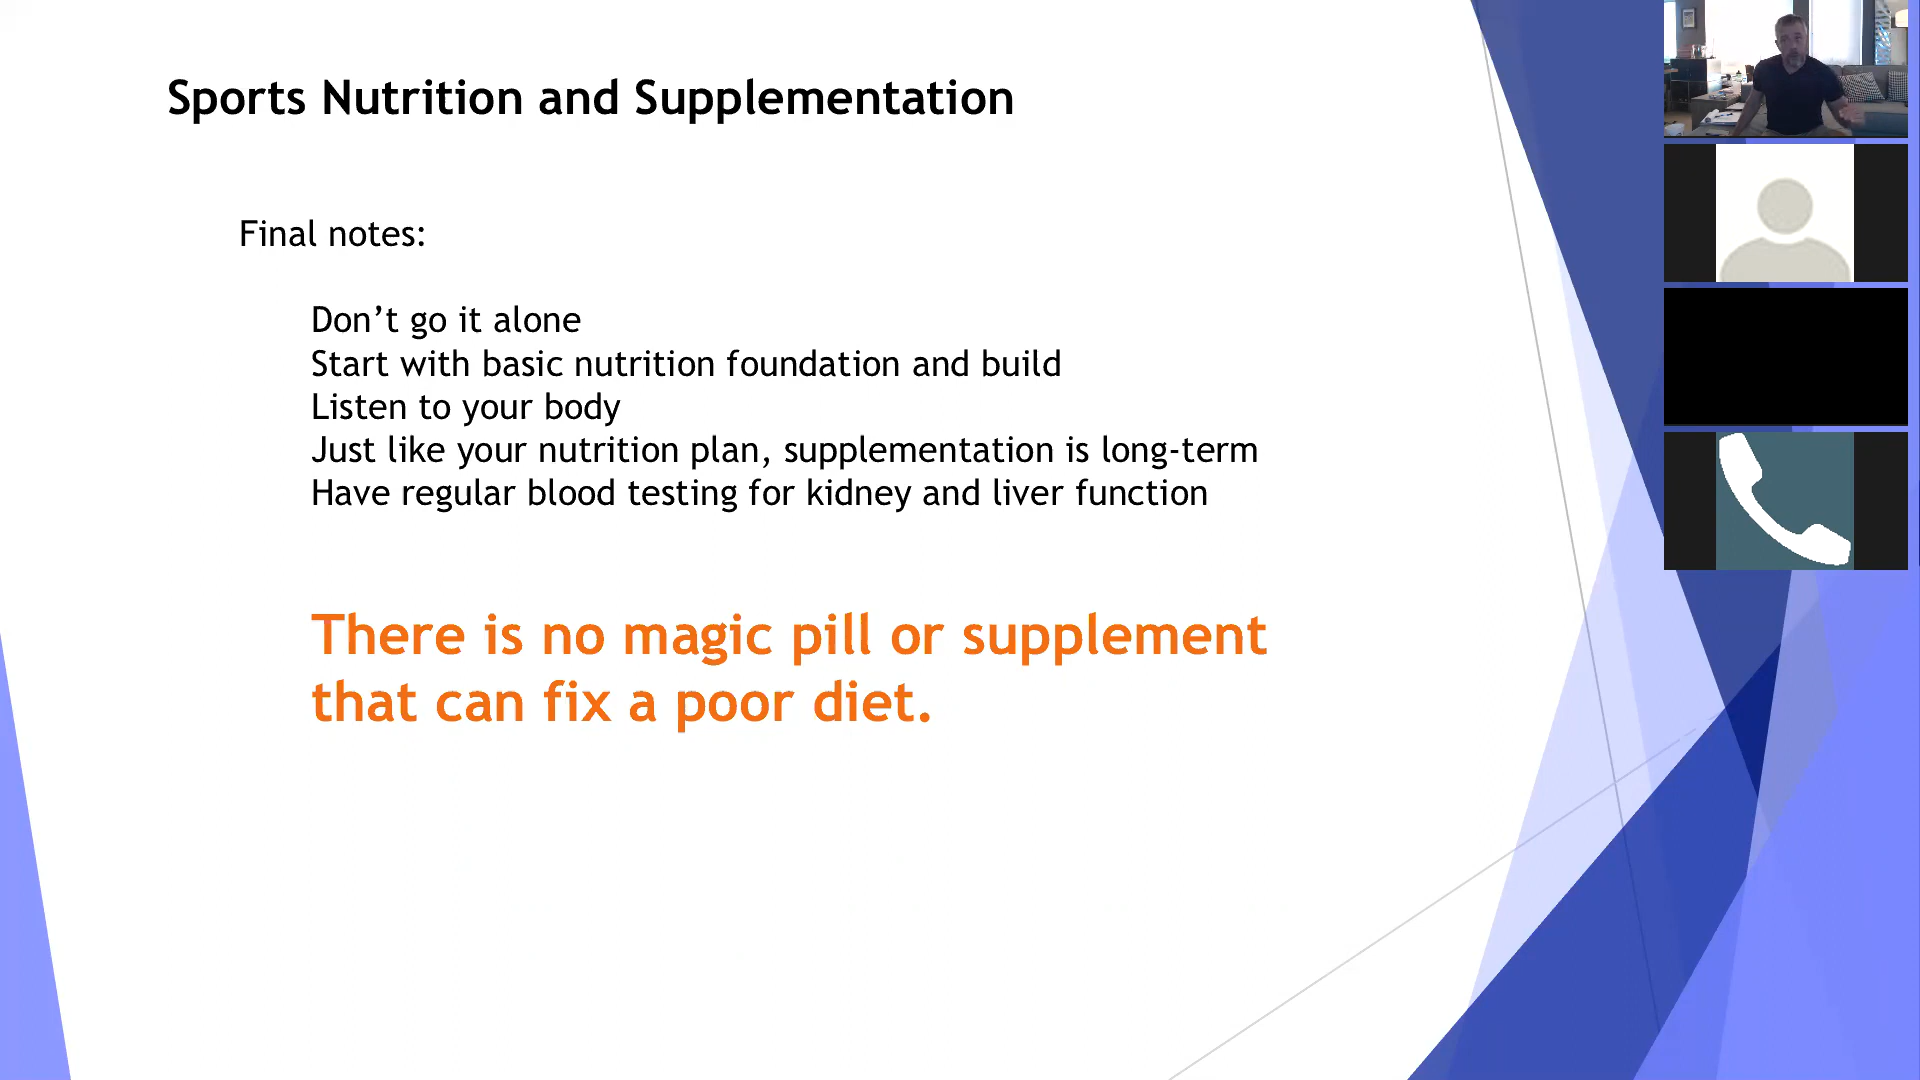 Sports Nutrition and Supplementation
Final notes:
Don’t go it alone
Start with basic nutrition foundation and build
Listen to your body
Just like your nutrition plan, supplementation is long-term
Have regular blood testing for kidney and liver function
There is no magic pill or supplement
that can fix a poor diet.